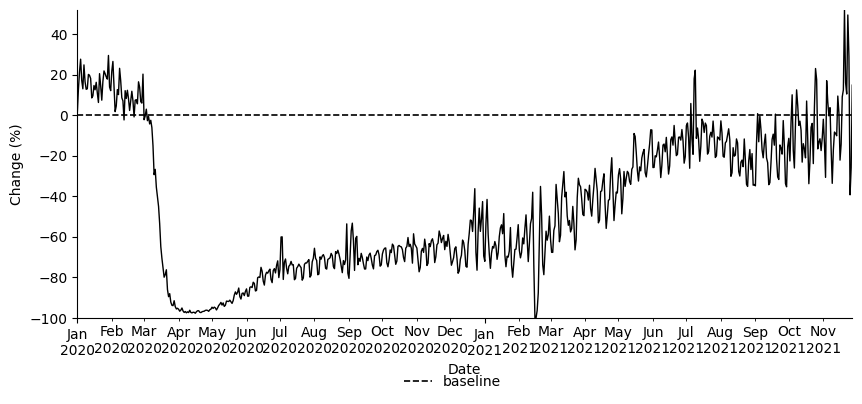 40
20
0
−20
−40
−60
−80
−100
Change (%)
Jan Feb Mar Apr May Jun Jul Aug Sep Oct Nov Dec Jan Feb Mar Apr May Jun Jul Aug Sep Oct Nov
2020 2020 2020 2020 2020 2020 2020 2020 2020 2020 2020 2020 2021 2021 2021 2021 2021 2021 2021 2021 2021 2021 2021
Date
baseline